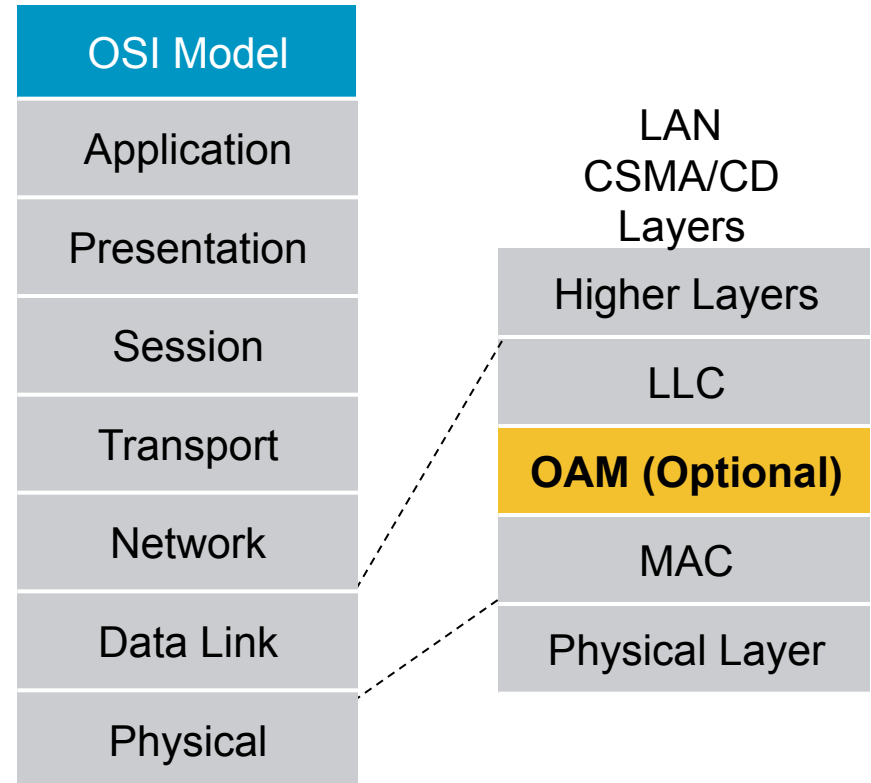 OSI Model
Application
Presentation
Session
Transport
Network
Data Link
Physical
LAN
CSMA/CD
Layers
Higher Layers
LLC
OAM (Optional)
MAC
Physical Layer